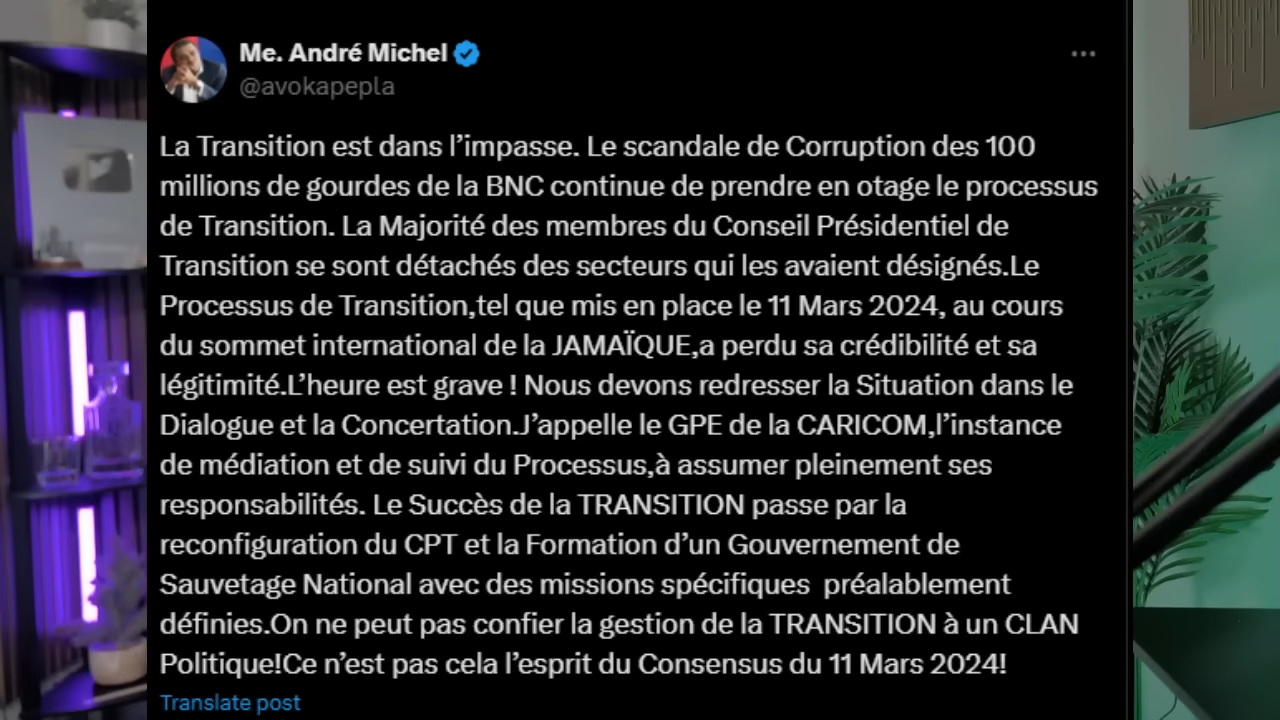 Me. André Michel
@avokapepla
La Transition est dans l’impasse. Le scandale de Corruption des 100
millions de gourdes de la BNC continue de prendre en otage le processus
de Transition. La Majorité des membres du Conseil Présidentiel de
Transition se sont détachés des secteurs qui les avaient désignés.Le
Processus de Transition,tel que mis en place le 11 Mars 2024, au cours
du sommet international de la JAMAÏQUE,a perdu sa crédibilité et sa
légitimité.L’heure est grave ! Nous devons redresser la Situation dans le
Dialogue et la Concertation.J’appelle le GPE de la CARICOM,l’instance
de médiation et de suivi du Processus,à assumer pleinement ses
responsabilités. Le Succès de la TRANSITION passe par la
reconfiguration du CPT et la Formation d’un Gouvernement de
Sauvetage National avec des missions spécifiques  préalablement
définies.On ne peut pas confier la gestion de la TRANSITION à un CLAN
Politique!Ce n’est pas cela l’esprit du Consensus du 11 Mars 2024!
Translate post